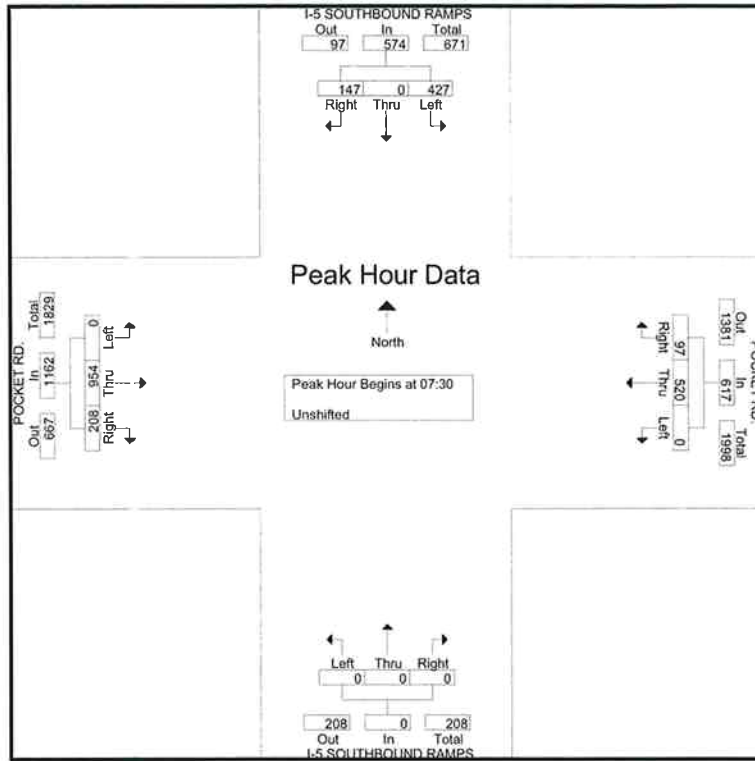 I-5 SOUTHBOUND RAMPS
Out In Total
97 574 671
147 0 427
Right Thru Left
Peak Hour Data
North
Peak Hour Begins at 07:30
Unshifted
POCKET RD.
Out In Total
667 1162 1829
208 954 0
Right Thru Left
Out In Total
1381 617 1998
97 520 0
Right Thru Left
Left Thru Right
0 0 0
208 0 208
Out In Total
I-5 SOUTHBOUND RAMPS